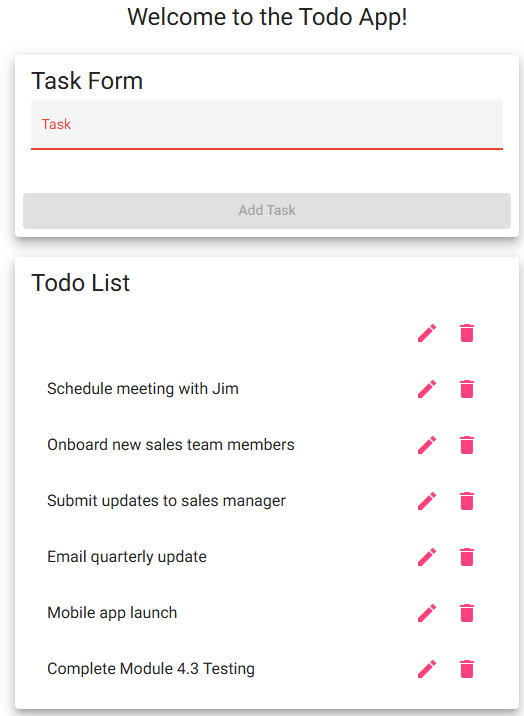 Welcome to the Todo App!
Task Form
Task
Add Task
Todo List
Schedule meeting with Jim
Onboard new sales team members
Submit updates to sales manager
Email quarterly update
Mobile app launch
Complete Module 4.3 Testing